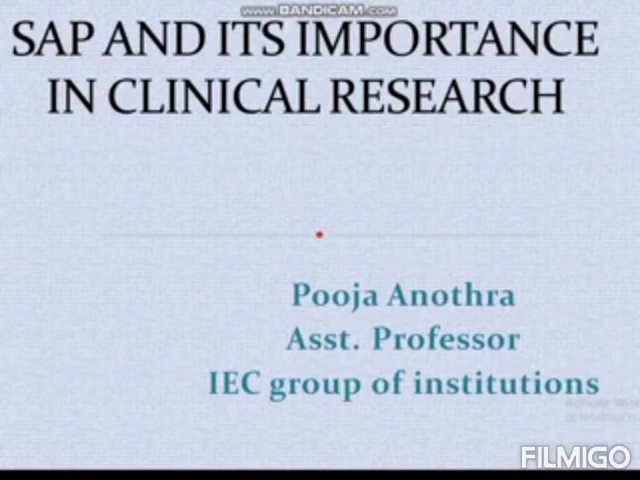 www.BANDICAM.COM
SAP AND ITS IMPORTANCE
IN CLINICAL RESEARCH
Pooja Anothra
Asst. Professor
IEC group of institutions
Activate
FILMIGO